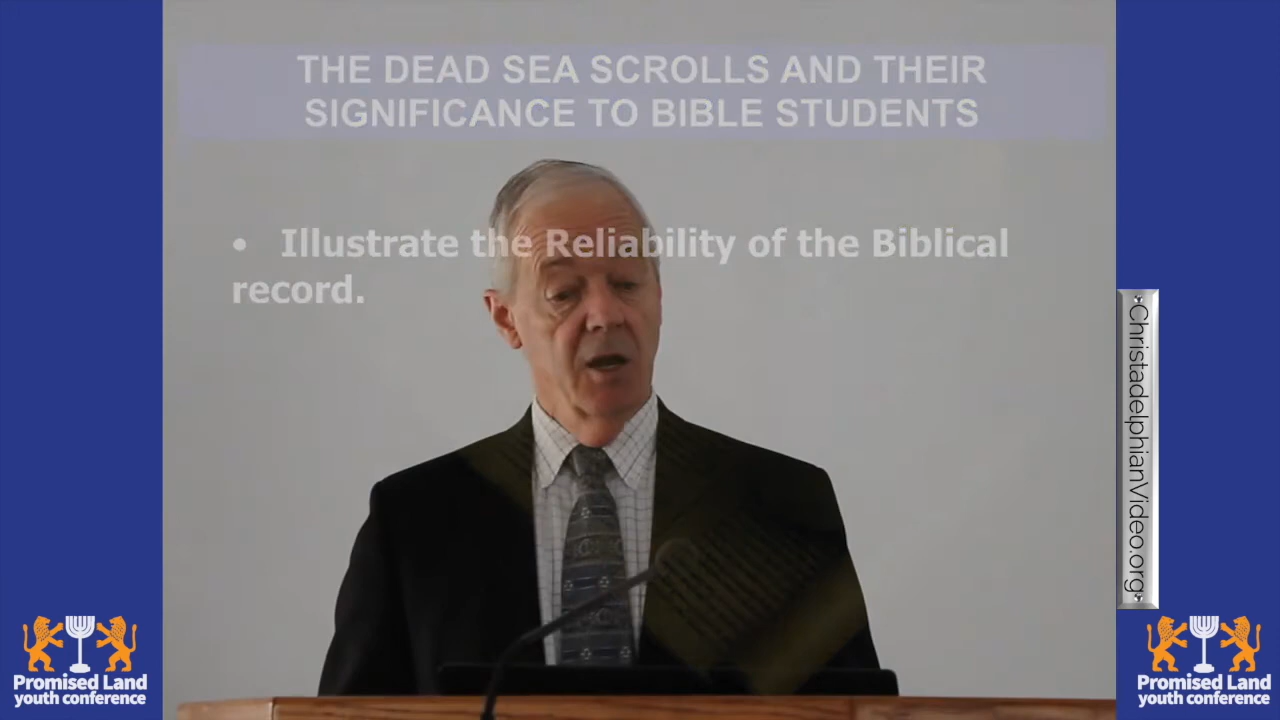 THE DEAD SEA SCROLLS AND THEIR
SIGNIFICANCE TO BIBLE STUDENTS
• Illustrate the Reliability of the Biblical
record.
•ChristadelphianVideo.org•
Promised Land
youth conference
Promised Land
youth conference